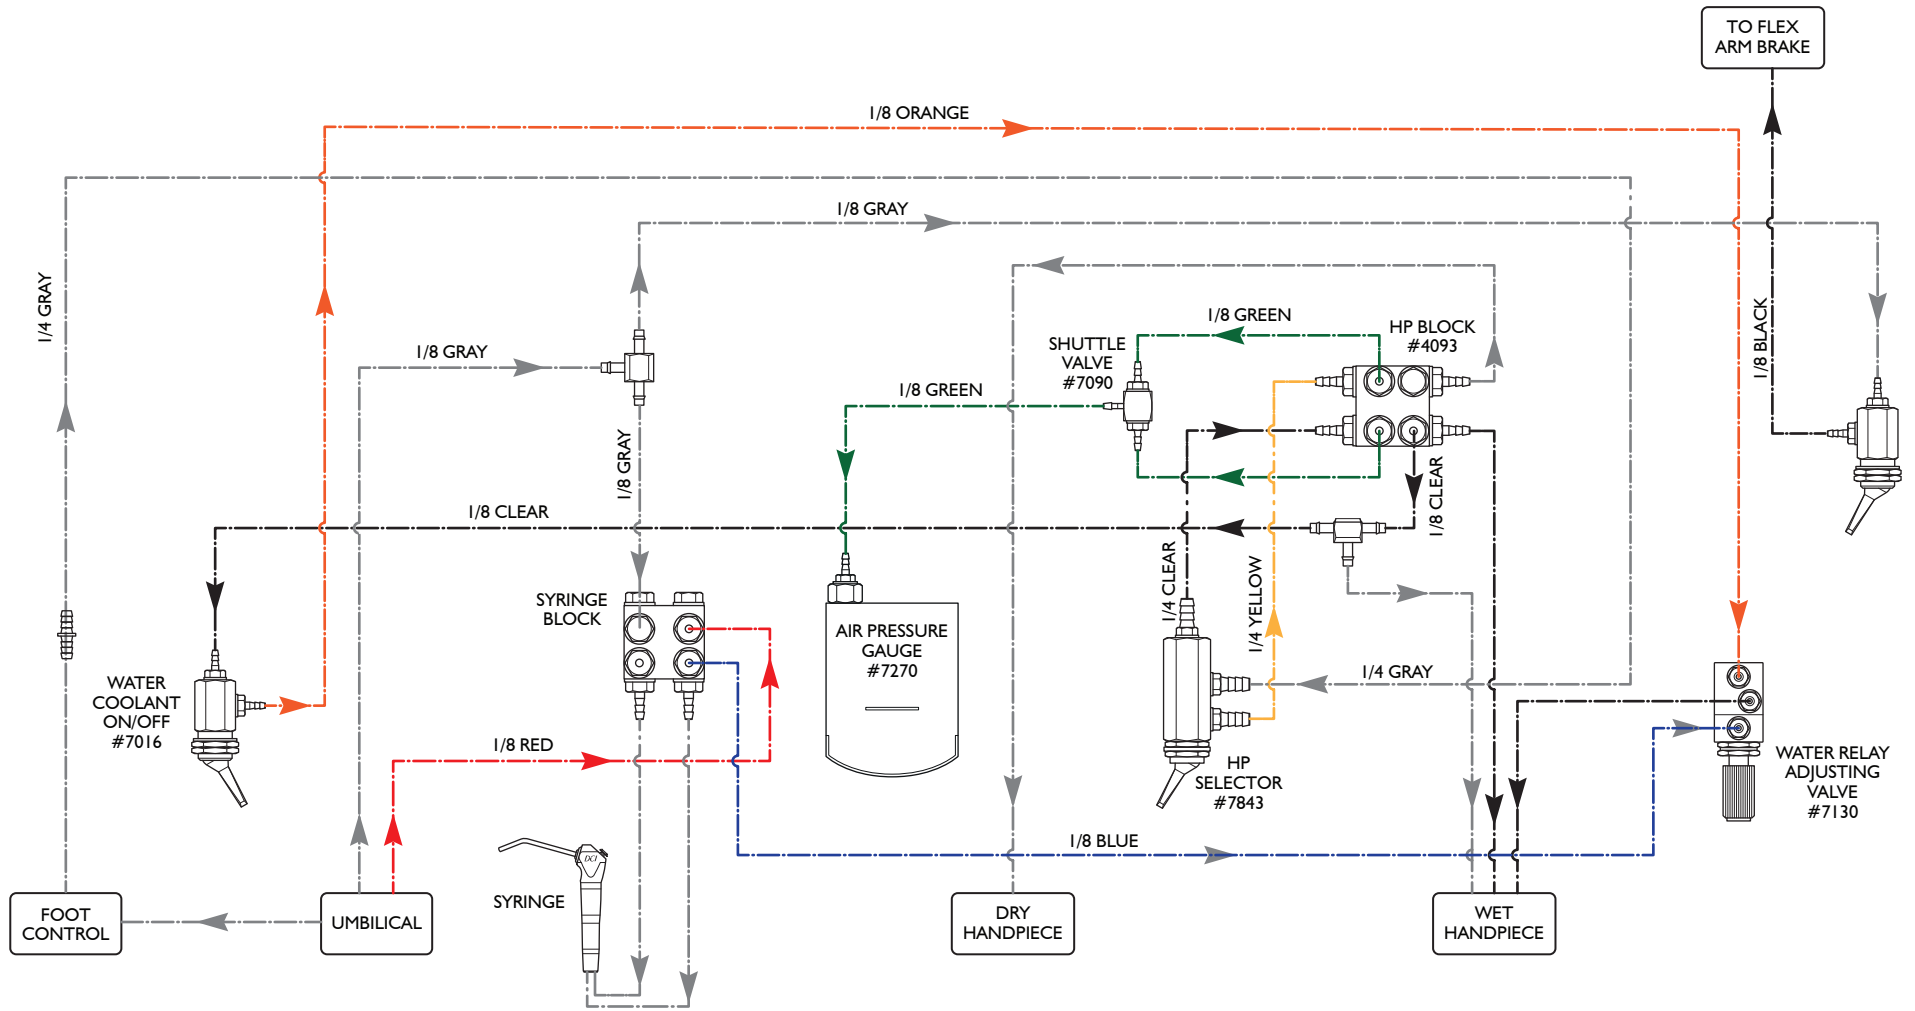 TO FLEX
ARM BRAKE
1/8 ORANGE
1/8 GRAY
1/4 GRAY
1/8 GREEN
HP BLOCK
#4093
1/8 BLACK
SHUTTLE
VALVE
#7090
1/8 GRAY
1/8 GREEN
1/8 GRAY
1/8 CLEAR
1/8 CLEAR
1/4 CLEAR
1/4 YELLOW
SYRINGE
BLOCK
AIR PRESSURE
GAUGE
#7270
1/4 GRAY
WATER
COOLANT
ON/OFF
#7016
1/8 RED
HP
SELECTOR
#7843
WATER RELAY
ADJUSTING
VALVE
#7130
1/8 BLUE
DCI
SYRINGE
FOOT
CONTROL
UMBILICAL
DRY
HANDPIECE
WET
HANDPIECE